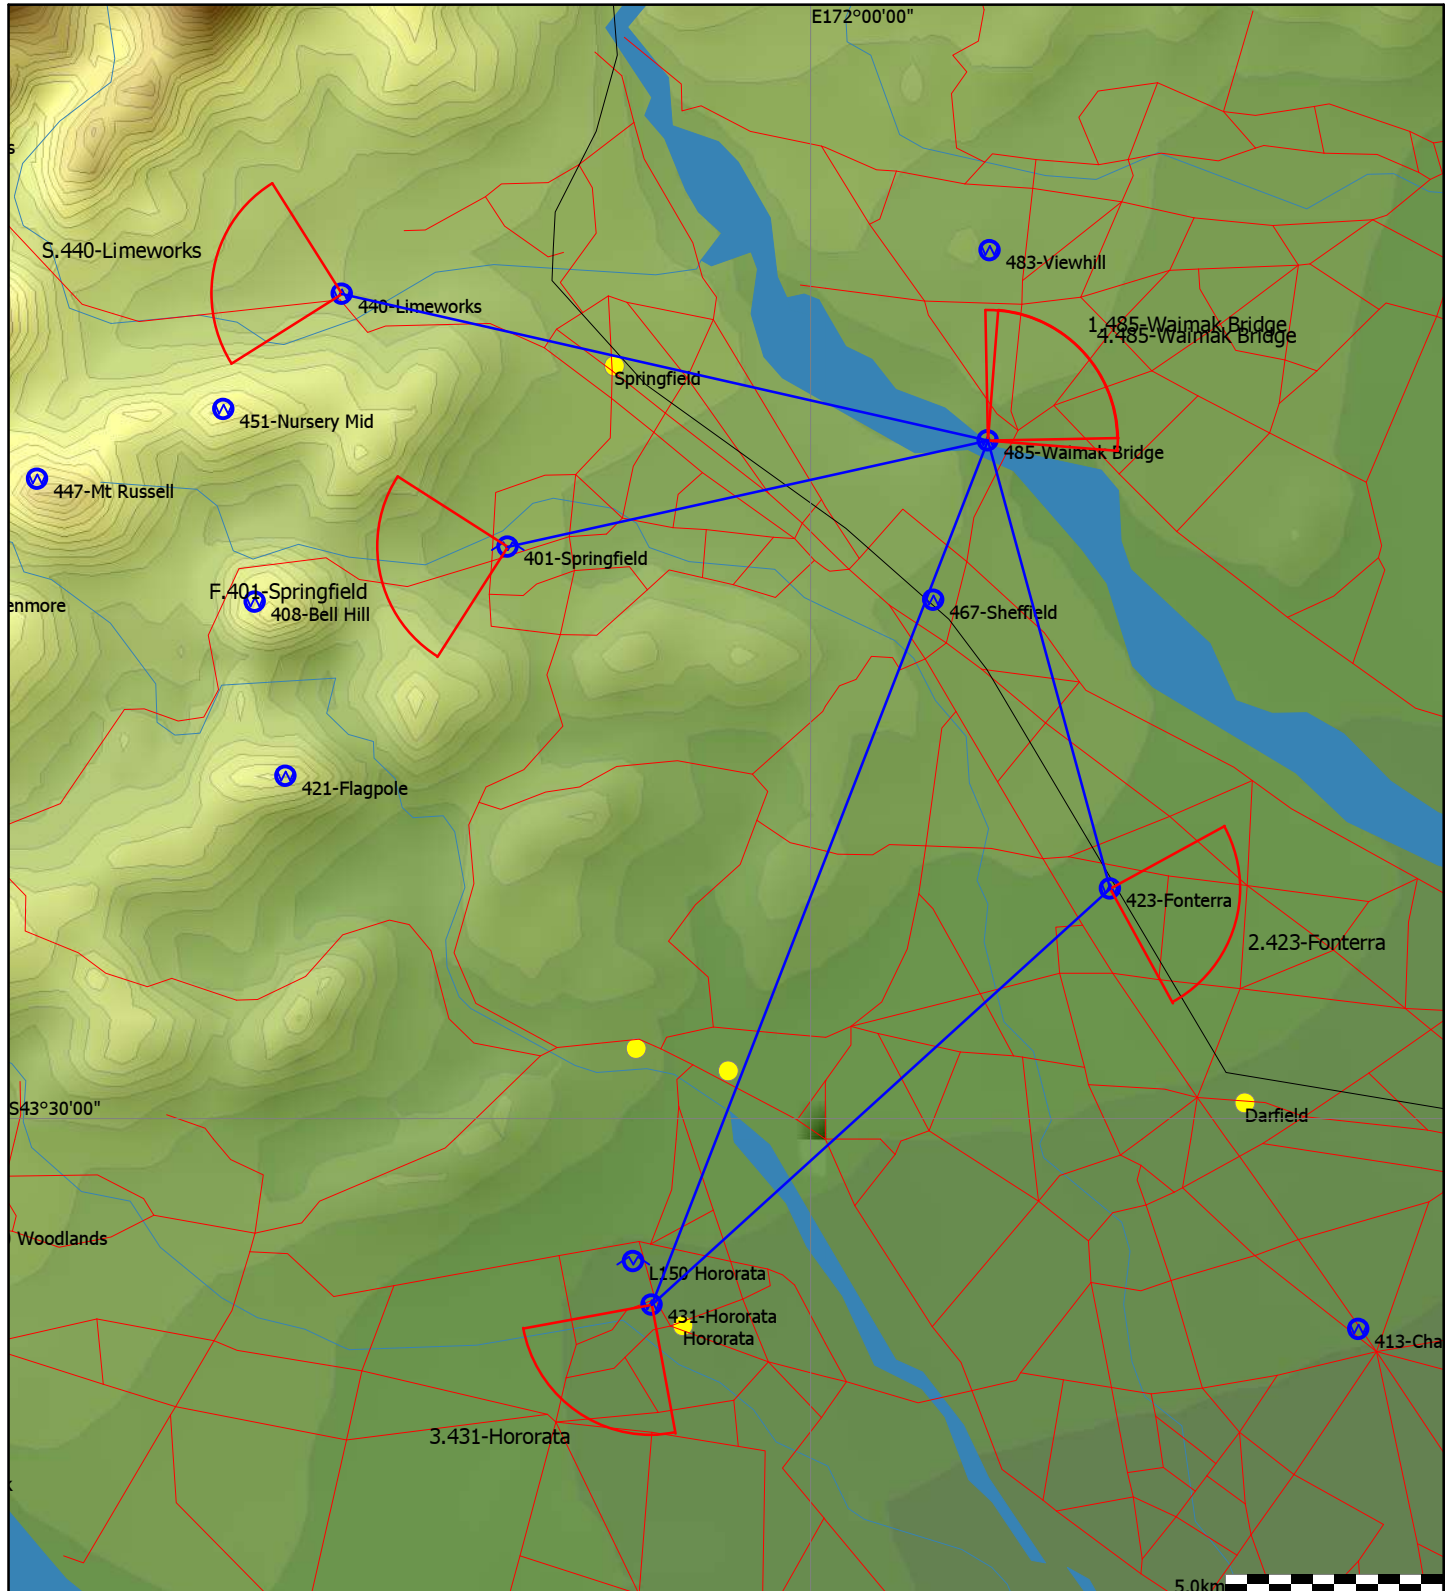 E172°00'00"
s
S.440-Limeworks
483-Viewhill
440-Limeworks
1.485-Waimak Bridge
4.485-Waimak Bridge
Springfield
451-Nursery Mid
485-Waimak Bridge
447-Mt Russell
401-Springfield
F.401-Springfield
enmore
408-Bell Hill
467-Sheffield
421-Flagpole
423-Fonterra
2.423-Fonterra
S43°30'00"
Darfield
Woodlands
L150 Hororata
431-Hororata
Hororata
413-Cha
3.431-Hororata
5.0km